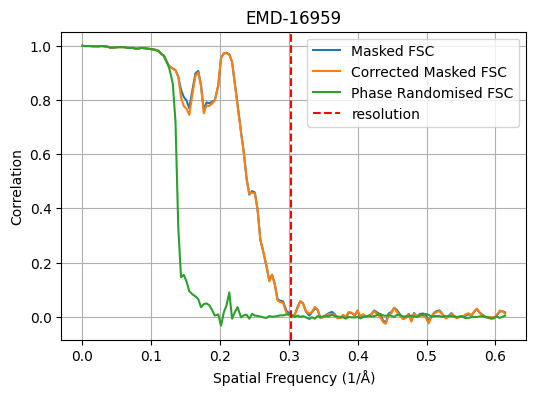 EMD-16959
Masked FSC
Corrected Masked FSC
Phase Randomised FSC
resolution
Correlation
1.0
0.8
0.6
0.4
0.2
0.0
0.0 0.1 0.2 0.3 0.4 0.5 0.6
Spatial Frequency (1/Å)